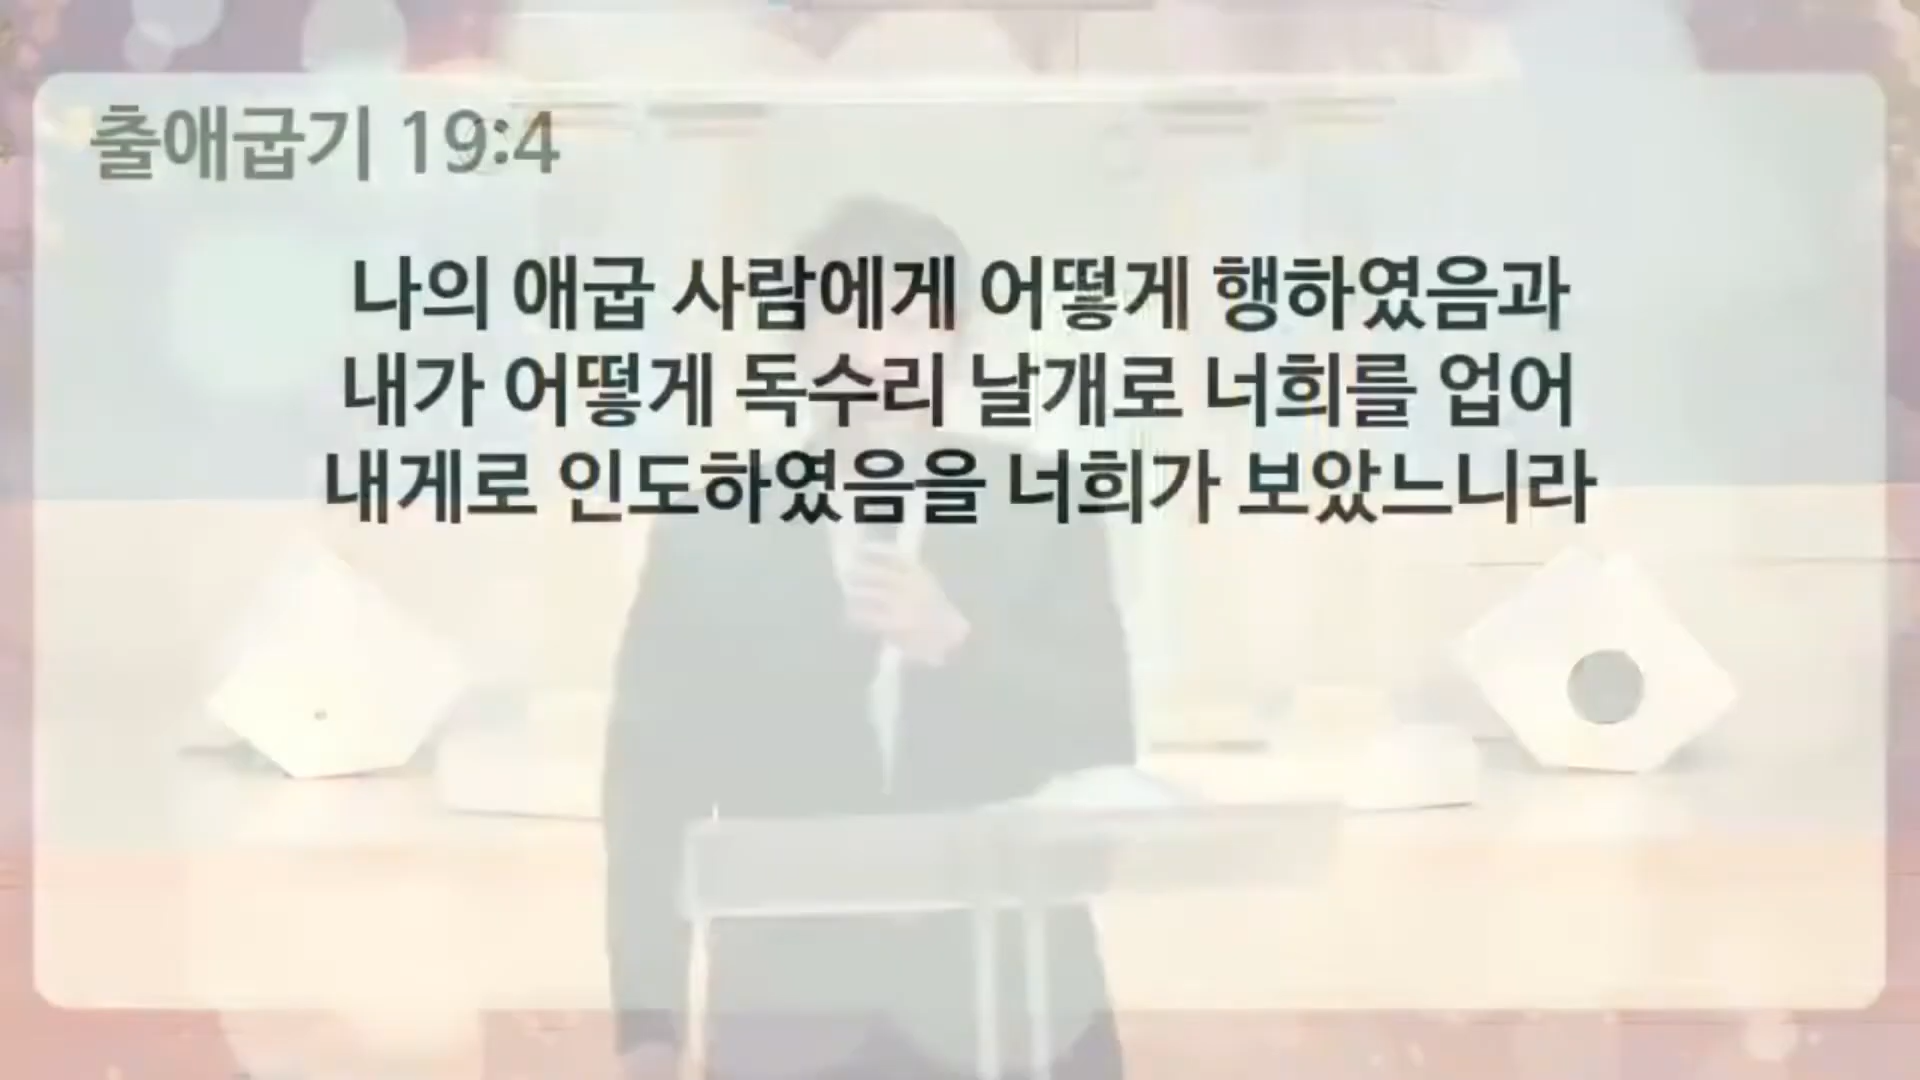 출애굽기 19:4
나의 애굽 사람에게 어떻게 행하였음과
내가 어떻게 독수리 날개로 너희를 업어
내게로 인도하였음을 너희가 보았느니라